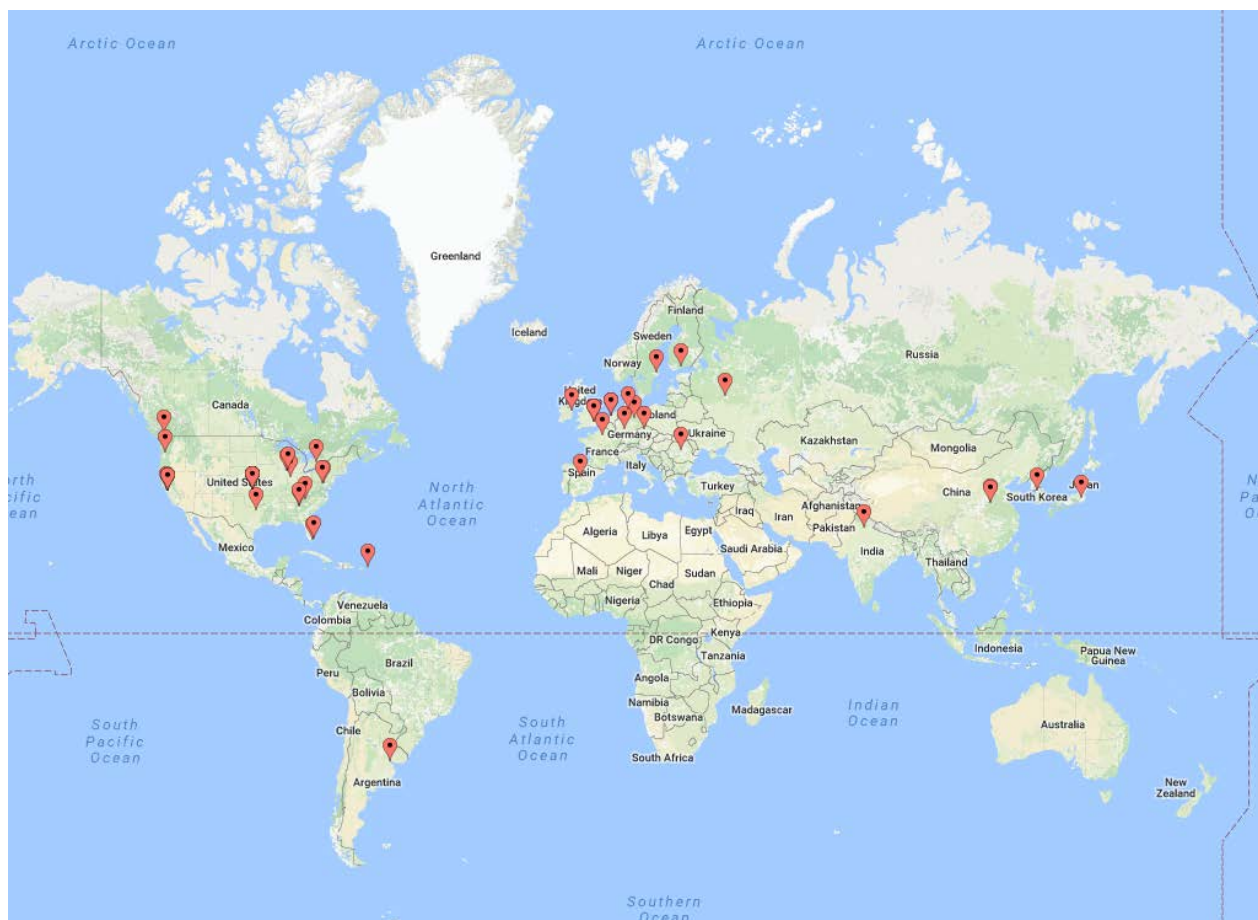 Arctic Ocean
Arctic Ocean
Greenland
Iceland
Finland
Sweden
Norway
Russia
United
Kingdom
Poland
Germany
Ukraine
France
Spain
Italy
Turkey
Kazakhstan
Mongolia
China
South Korea
Japan
Canada
United States
Mexico
North
Atlantic
Ocean
Afghanistan
Iraq
Iran
Pakistan
India
Thailand
Algeria
Libya
Egypt
Saudi Arabia
Mali
Niger
Chad
Sudan
Nigeria
Ethiopia
Venezuela
Colombia
DR Congo
Kenya
Tanzania
Indonesia
Papua New
Guinea
Brazil
Peru
Bolivia
Angola
Namibia
Botswana
Madagascar
Indian
Ocean
South
Pacific
Ocean
Chile
South
Atlantic
Ocean
Australia
Argentina
South Africa
New
Zealand
Southern
Ocean